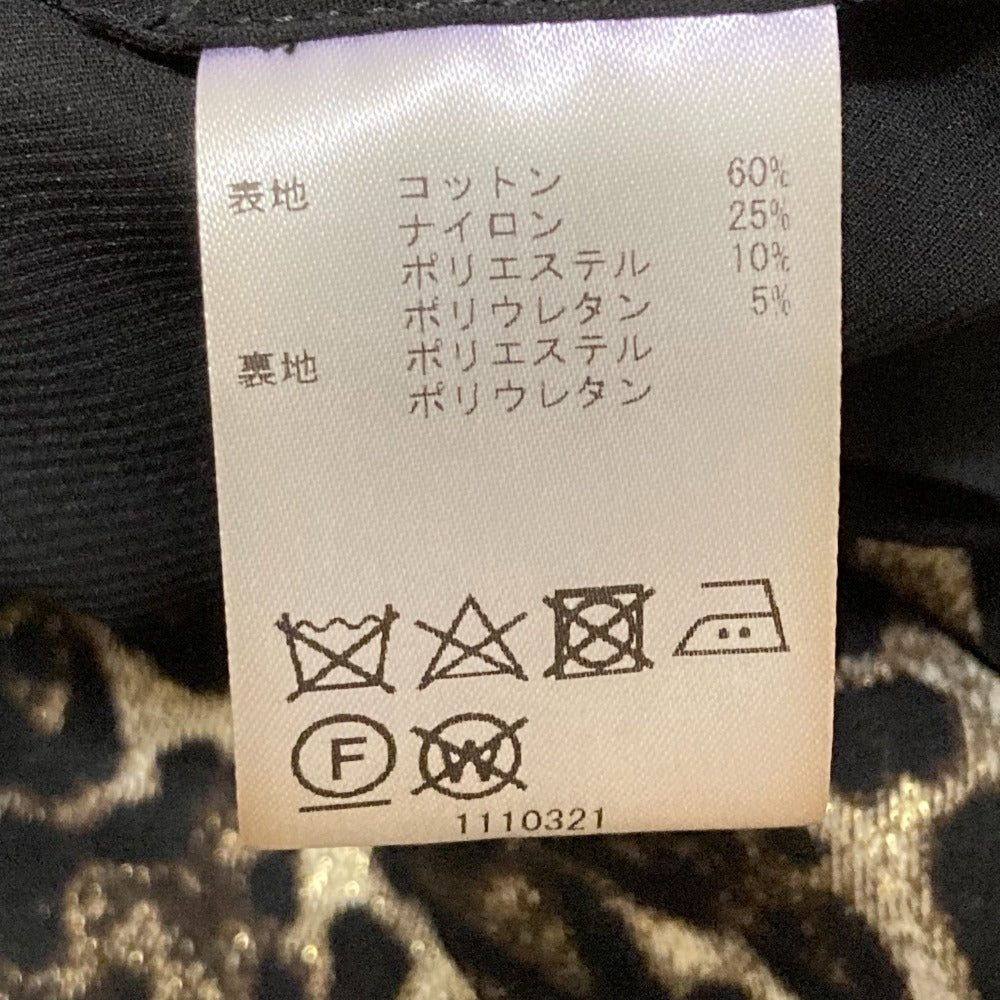 表地 コットン 60%
ナイロン 25%
ポリエステル 10%
ポリウレタン 5%
裏地 ポリエステル
ポリウレタン
F
W
1110321